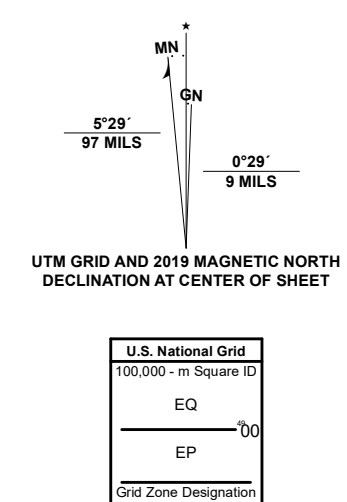 MN
GN
5°29´
97 MILS
0°29´
9 MILS
UTM GRID AND 2019 MAGNETIC NORTH
DECLINATION AT CENTER OF SHEET
U.S. National Grid
100,000 - m Square ID
EQ
4900
EP
Grid Zone Designation